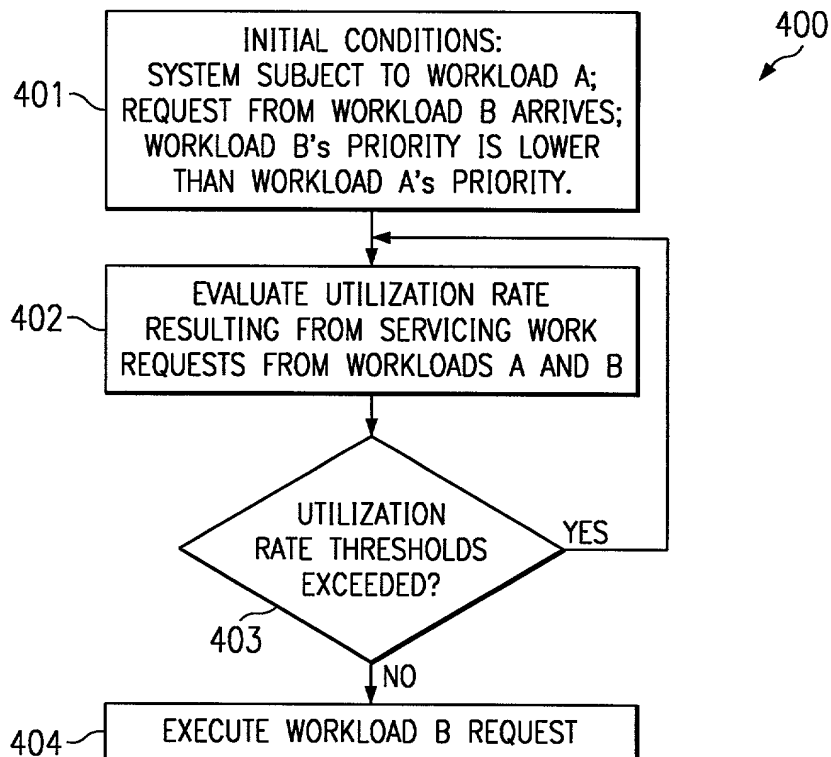 400
INITIAL CONDITIONS:
SYSTEM SUBJECT TO WORKLOAD A;
REQUEST FROM WORKLOAD B ARRIVES;
WORKLOAD B's PRIORITY IS LOWER
THAN WORKLOAD A's PRIORITY.
401
EVALUATE UTILIZATION RATE
RESULTING FROM SERVICING WORK
REQUESTS FROM WORKLOADS A AND B
402
UTILIZATION
RATE THRESHOLDS
EXCEEDED?
YES
403
NO
EXECUTE WORKLOAD B REQUEST
404